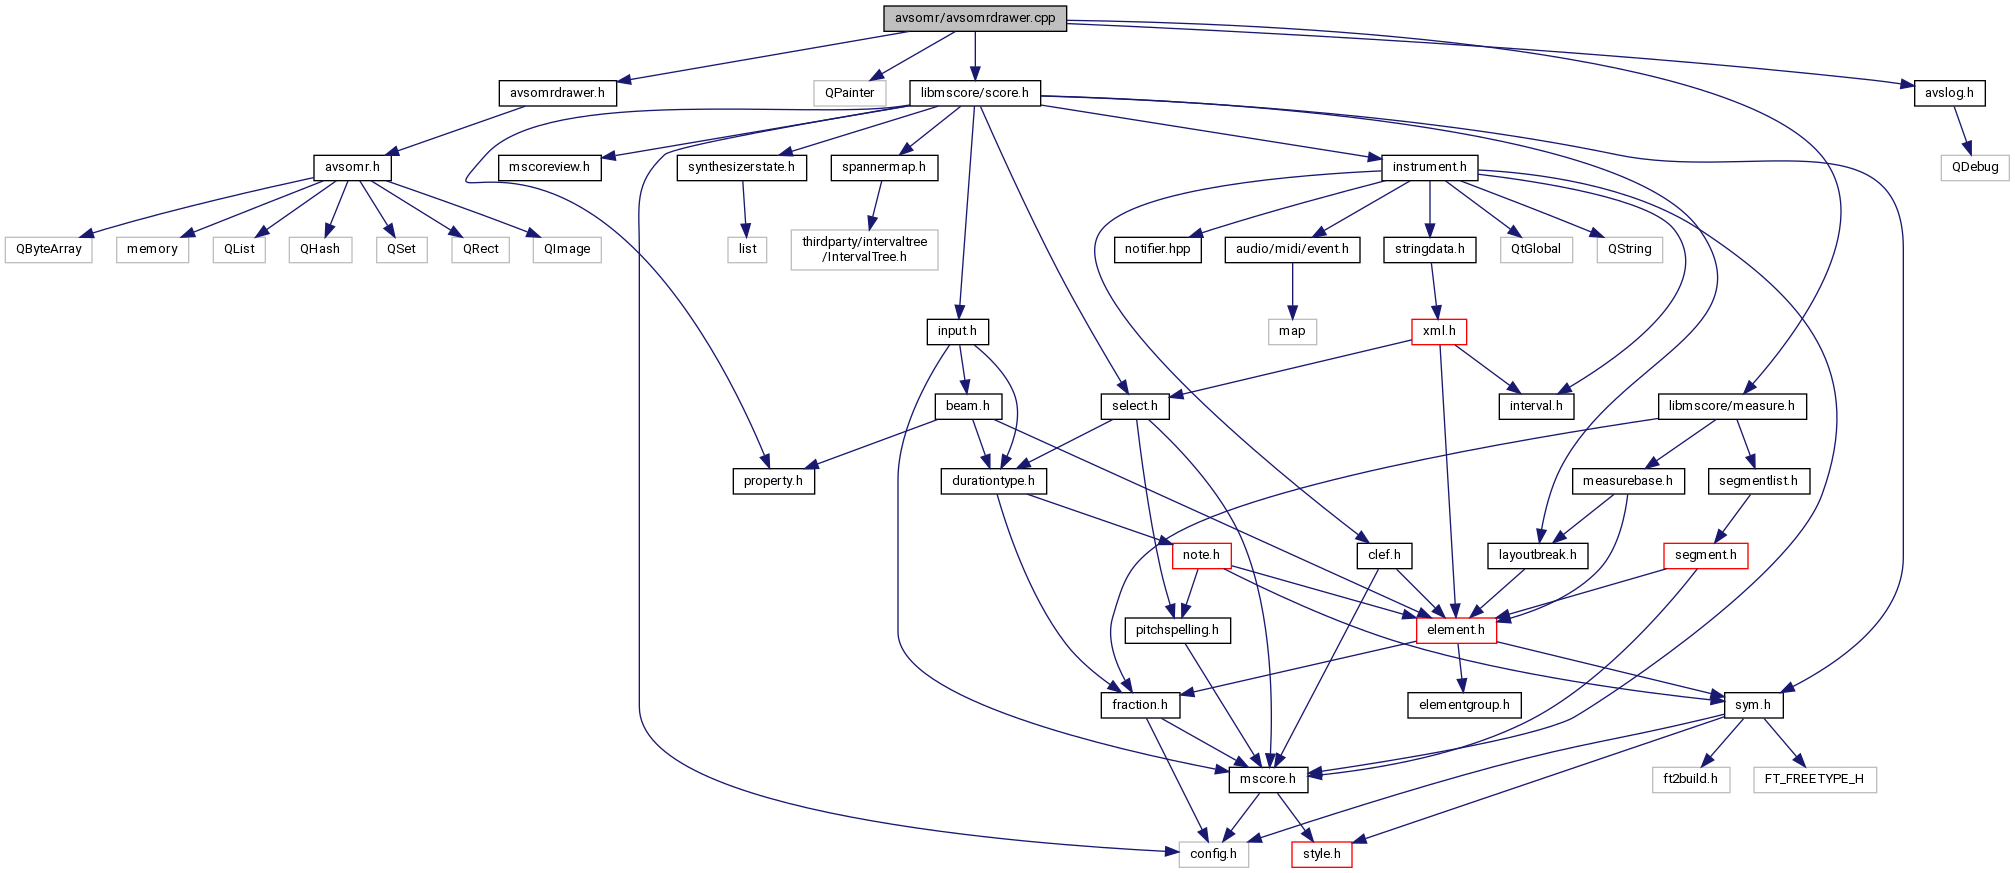 avsomr/avsomrdrawer.cpp
avsomrdrawer.h
QPainter
libmscore/score.h
avslog.h
avsomr.h
mscoreview.h
synthesizerstate.h
spannermap.h
instrument.h
QDebug
QByteArray
memory
QList
QHash
QSet
QRect
QImage
list
thirdparty/intervaltree
/IntervalTree.h
notifier.hpp
audio/midi/event.h
stringdata.h
QtGlobal
QString
input.h
map
xml.h
beam.h
select.h
interval.h
libmscore/measure.h
property.h
durationtype.h
measurebase.h
segmentlist.h
note.h
clef.h
layoutbreak.h
segment.h
pitchspelling.h
element.h
fraction.h
elementgroup.h
sym.h
mscore.h
ft2build.h
FT_FREETYPE_H
config.h
style.h